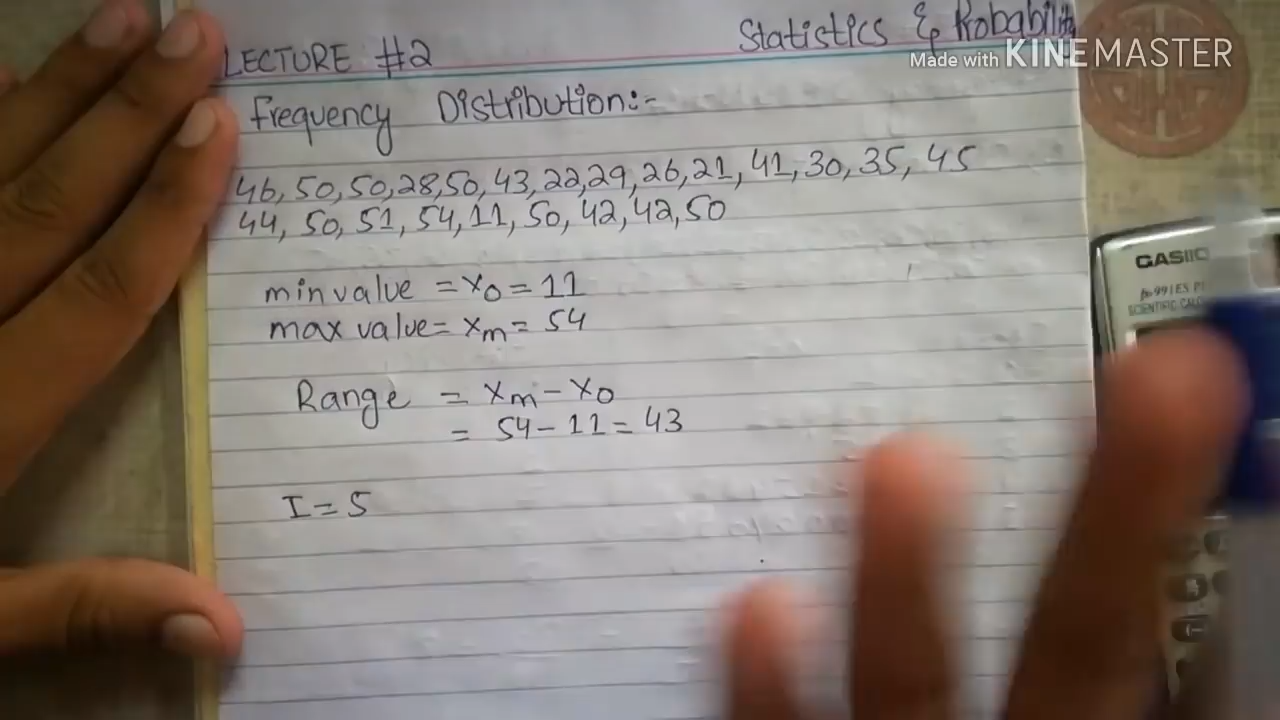 LECTURE #2
Statistics & Probability
Made with KINEMASTER
Frequency Distribution:-
46, 50, 50, 28, 50, 43, 22, 29, 26, 21, 41, 30, 35, 45
44, 50, 51, 54, 11, 50, 42, 42, 50
min value = x0 = 11
max value = xm = 54
Range = xm - x0
= 54 - 11 = 43
I = 5
CASIO
SCIENTIFIC